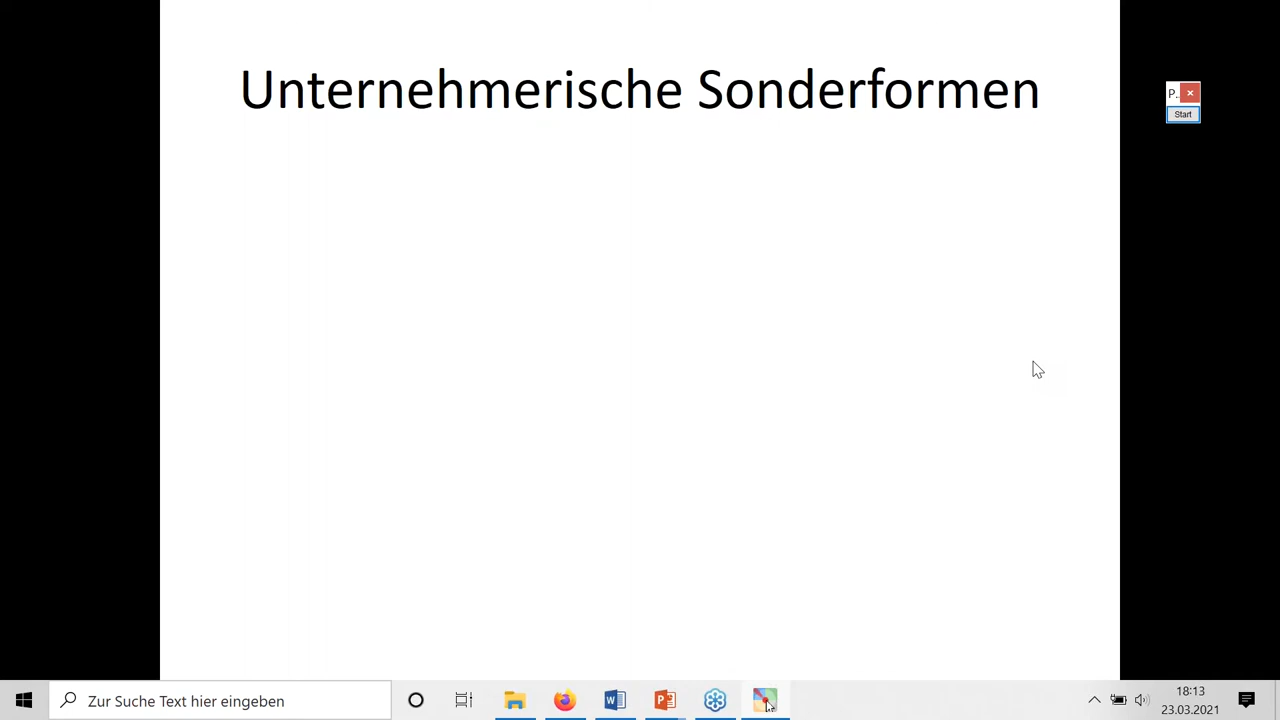 Unternehmerische Sonderformen
P.
Start
Zur Suche Text hier eingeben
18:13
23.03.2021